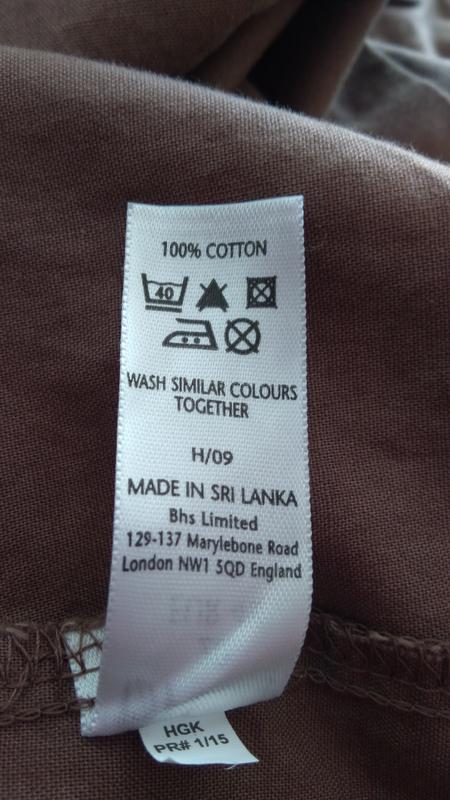 100% COTTON
40
WASH SIMILAR COLOURS
TOGETHER
H/09
MADE IN SRI LANKA
Bhs Limited
129-137 Marylebone Road
London NW1 5QD England
HGK
PR# 1/15